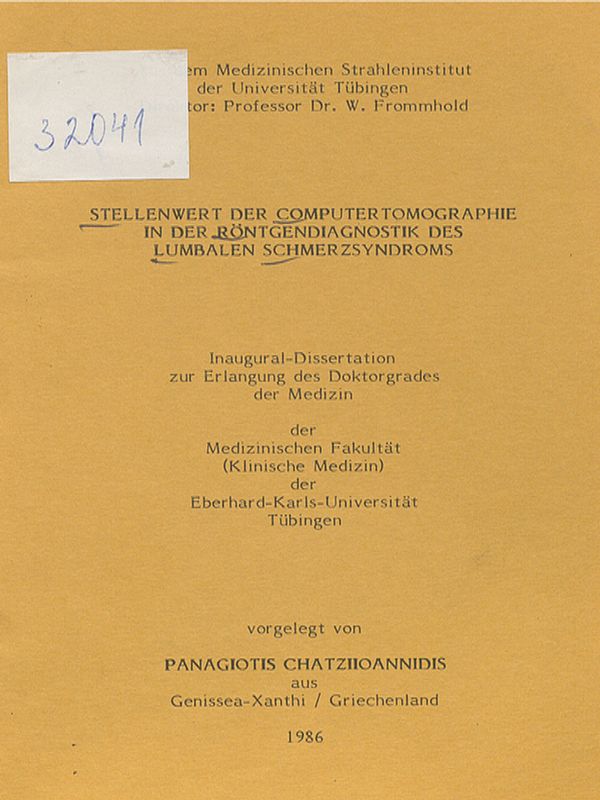 em Medizinischen Strahleninstitut
der Universität Tübingen
tor: Professor Dr. W. Frommhold
32041
STELLENWERT DER COMPUTERTOMOGRAPHIE
IN DER RÖNTGENDIAGNOSTIK DES
LUMBALEN SCHMERZSYNDROMS
Inaugural-Dissertation
zur Erlangung des Doktorgrades
der Medizin
der
Medizinischen Fakultät
(Klinische Medizin)
der
Eberhard-Karls-Universität
Tübingen
vorgelegt von
PANAGIOTIS CHATZIIOANNIDIS
aus
Genissea-Xanthi / Griechenland
1986